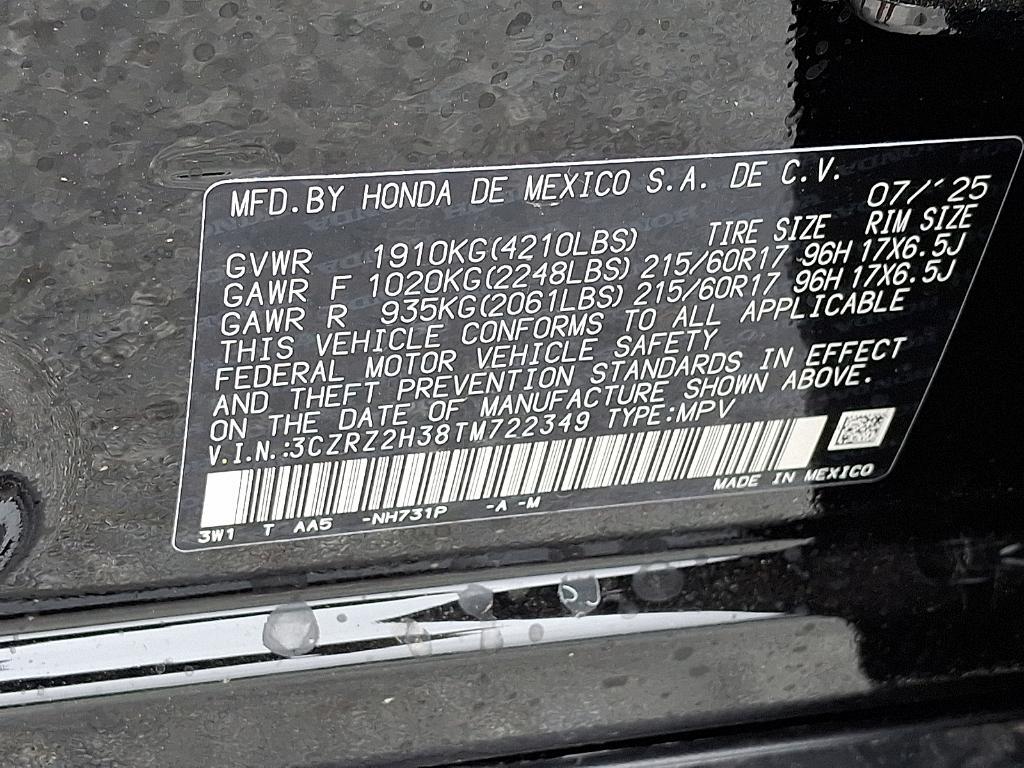 MFD.BY HONDA DE MEXICO S.A. DE C.V.
07/'25
GVWR 1910KG(4210LBS) TIRE SIZE RIM SIZE
GAWR F 1020KG(2248LBS) 215/60R17 96H 17X6.5J
GAWR R 935KG(2061LBS) 215/60R17 96H 17X6.5J
THIS VEHICLE CONFORMS TO ALL APPLICABLE
FEDERAL MOTOR VEHICLE SAFETY
AND THEFT PREVENTION STANDARDS IN EFFECT
ON THE DATE OF MANUFACTURE SHOWN ABOVE.
V.I.N.:3CZRZ2H38TM722349 TYPE:MPV
MADE IN MEXICO
3W1 T AA5 -NH731P -A -M